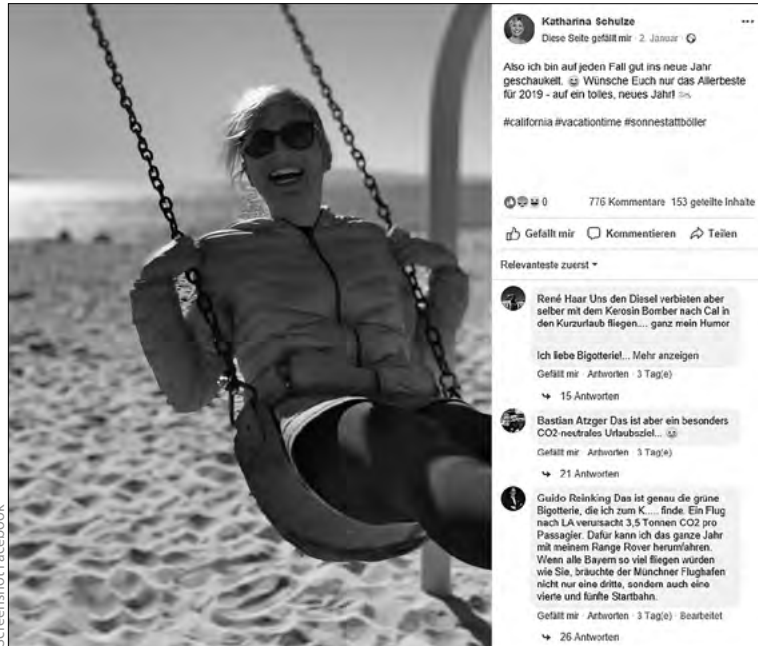 Katharina Schulze
Diese Seite gefällt mir · 2. Januar ·
Also ich bin auf jeden Fall gut ins neue Jahr
geschaukelt. Wünsche Euch nur das Allerbeste
für 2019 - auf ein tolles, neues Jahr!
#california #vacationtime #sonnestattböller
0 776 Kommentare 153 geteilte Inhalte
Gefällt mir Kommentieren Teilen
Relevanteste zuerst
René Haar Uns den Diesel verbieten aber
selber mit dem Kerosin Bomber nach Cal in
den Kurzurlaub fliegen.... ganz mein Humor
Ich liebe Bigotterie!... Mehr anzeigen
Gefällt mir · Antworten · 3 Tag(e)
15 Antworten
Bastian Atzger Das ist aber ein besonders
CO2-neutrales Urlaubsziel...
Gefällt mir · Antworten · 3 Tag(e)
21 Antworten
Guido Reinking Das ist genau die grüne
Bigotterie, die ich zum K..... finde. Ein Flug
nach LA verursacht 3,5 Tonnen CO2 pro
Passagier. Dafür kann ich das ganze Jahr
mit meinem Range Rover herumfahren.
Wenn alle Bayern so viel fliegen würden
wie Sie, bräuchte der Münchner Flughafen
nicht nur eine dritte, sondern auch eine
vierte und fünfte Startbahn.
Gefällt mir · Antworten · 3 Tag(e) · Bearbeitet
26 Antworten
Screenshot Facebook